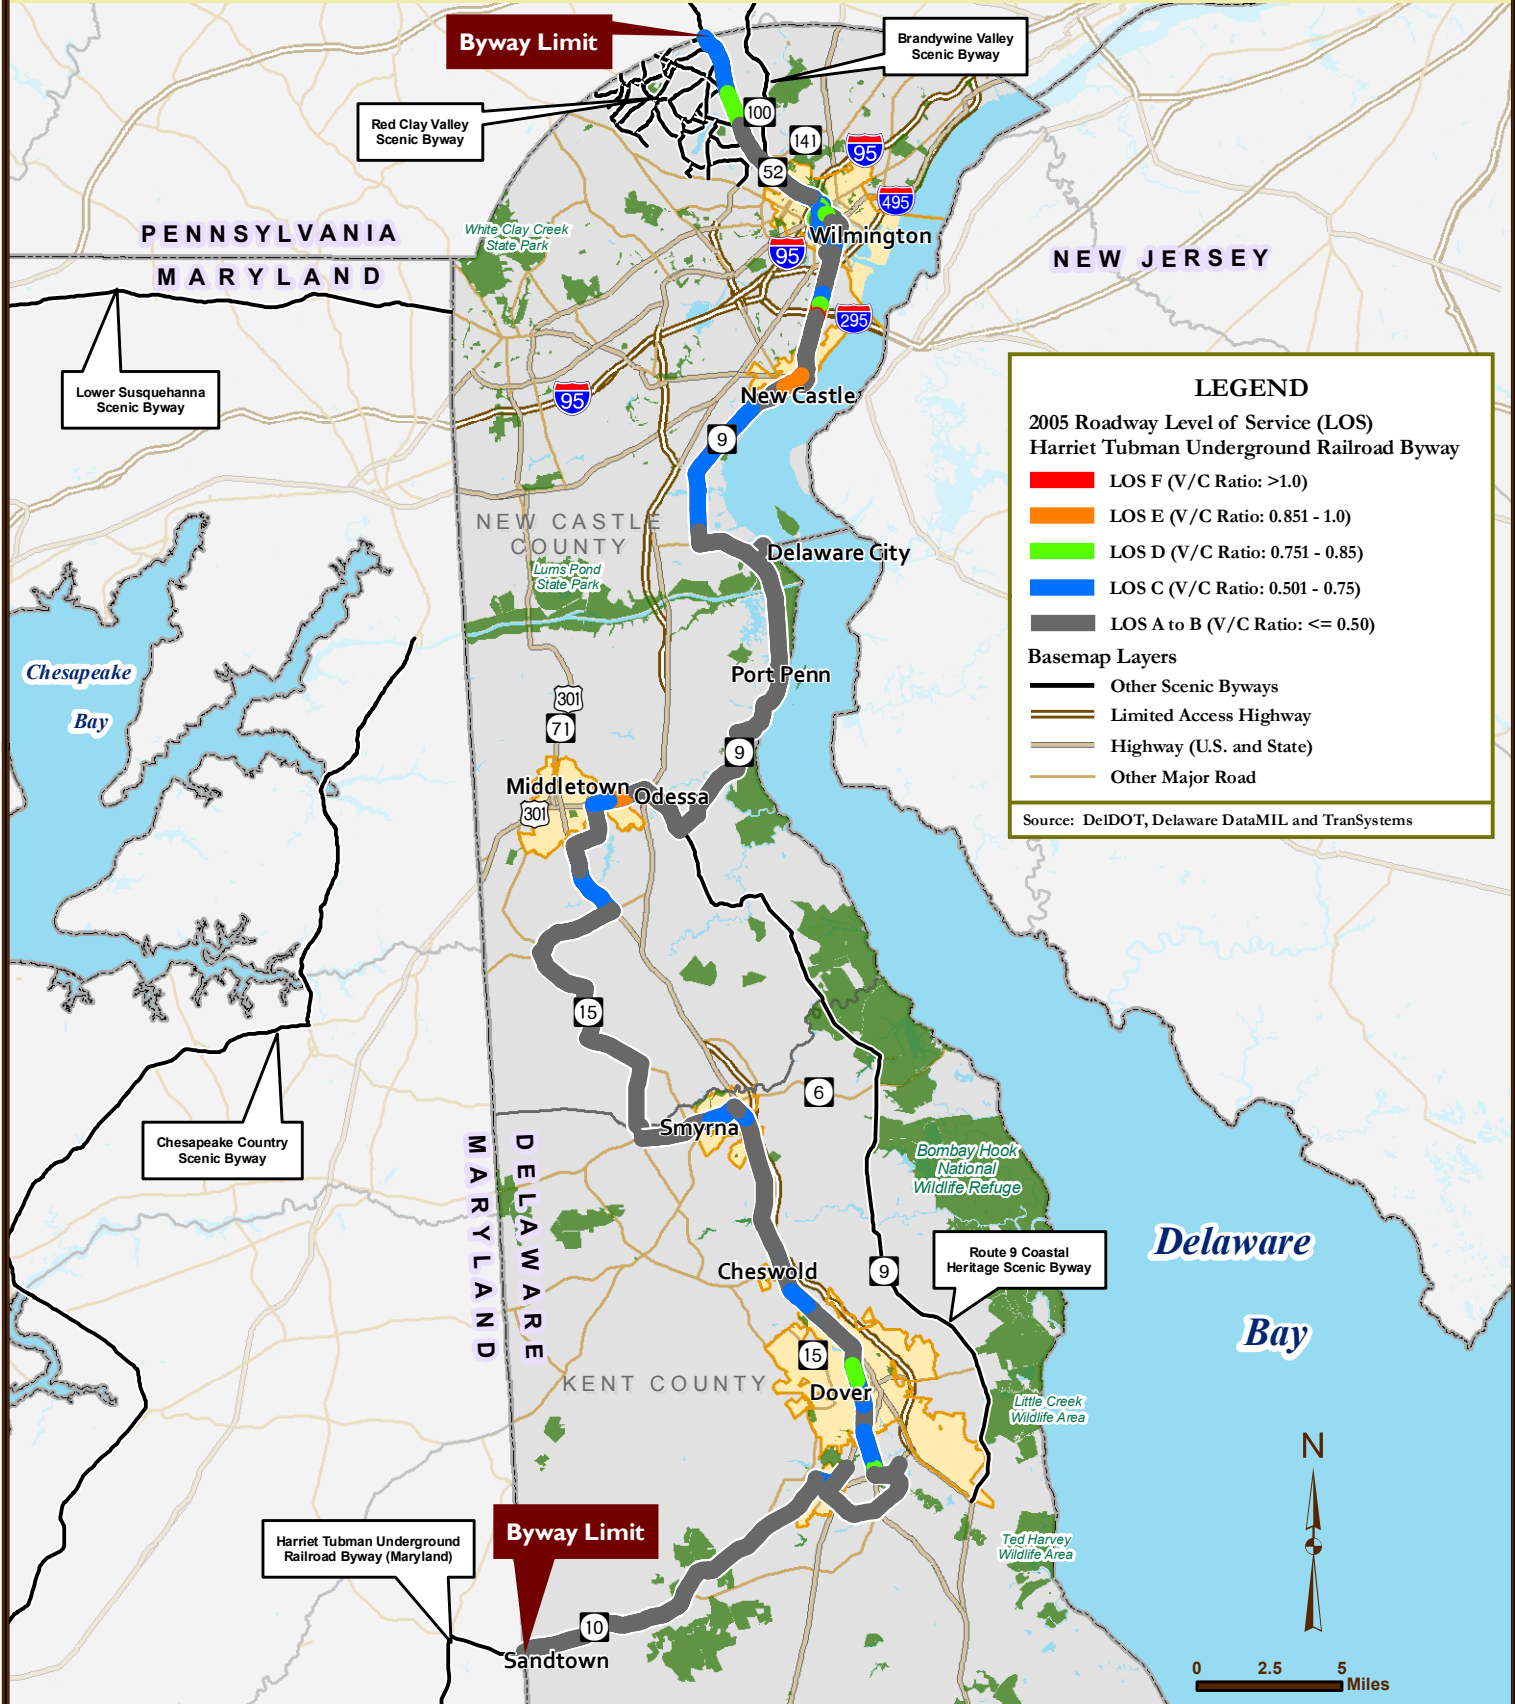 Byway Limit
Brandywine Valley
Scenic Byway
Red Clay Valley
Scenic Byway
100
141
95
52
495
PENNSYLVANIA
MARYLAND
White Clay Creek
State Park
Wilmington
95
NEW JERSEY
295
Lower Susquehanna
Scenic Byway
95
New Castle
9
LEGEND
2005 Roadway Level of Service (LOS)
Harriet Tubman Underground Railroad Byway
LOS F (V/C Ratio: >1.0)
LOS E (V/C Ratio: 0.851 - 1.0)
LOS D (V/C Ratio: 0.751 - 0.85)
LOS C (V/C Ratio: 0.501 - 0.75)
LOS A to B (V/C Ratio: <= 0.50)
Basemap Layers
Other Scenic Byways
Limited Access Highway
Highway (U.S. and State)
Other Major Road
Source: DelDOT, Delaware DataMIL and TranSystems
NEW CASTLE
COUNTY
Delaware City
Lums Pond
State Park
Chesapeake
Bay
Port Penn
301
71
9
Middletown
Odessa
301
15
6
Smyrna
Chesapeake Country
Scenic Byway
MARYLAND
DELAWARE
Bombay Hook
National
Wildlife Refuge
Delaware
Bay
Route 9 Coastal
Heritage Scenic Byway
Cheswold
9
15
KENT COUNTY
Dover
Little Creek
Wildlife Area
N
Harriet Tubman Underground
Railroad Byway (Maryland)
Byway Limit
Ted Harvey
Wildlife Area
10
Sandtown
0 2.5 5
Miles